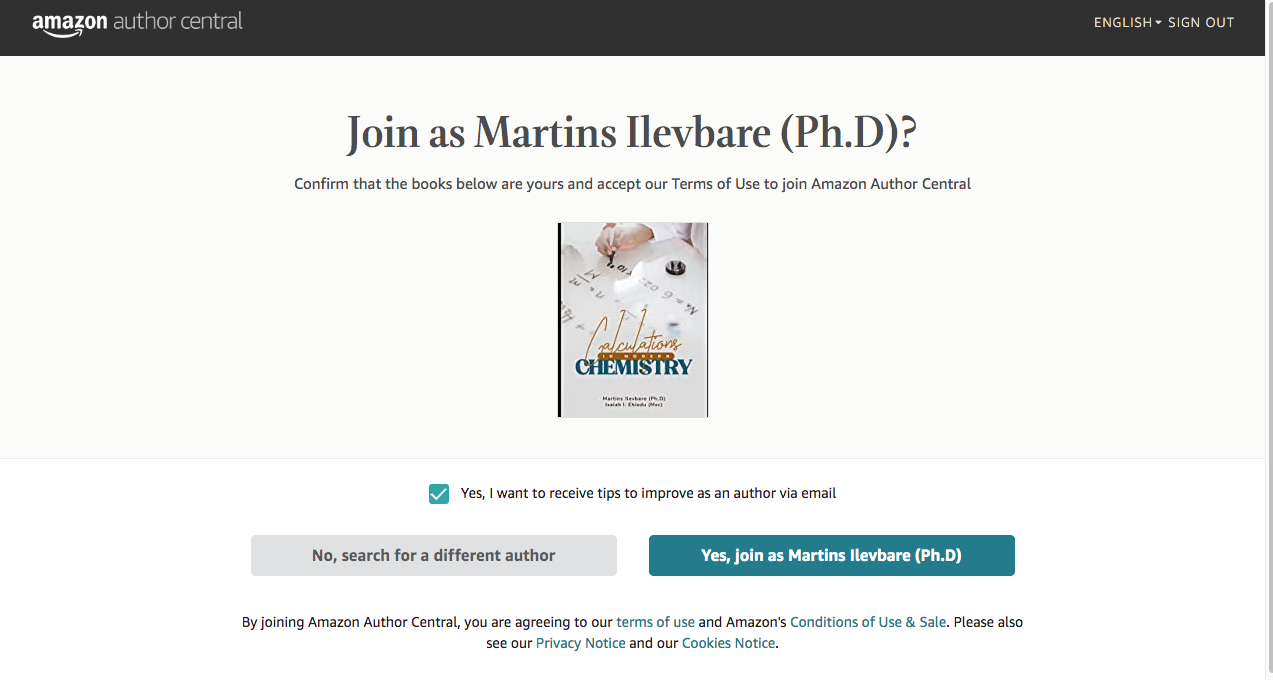 amazon author central
ENGLISH SIGN OUT
Join as Martins Ilevbare (Ph.D)?
Confirm that the books below are yours and accept our Terms of Use to join Amazon Author Central
Calculations
IN MODERN
CHEMISTRY
Martins Ilevbare (Ph.D)
Isaiah I. Ehiedu (Msc)
Yes, I want to receive tips to improve as an author via email
No, search for a different author
Yes, join as Martins Ilevbare (Ph.D)
By joining Amazon Author Central, you are agreeing to our terms of use and Amazon's Conditions of Use & Sale. Please also
see our Privacy Notice and our Cookies Notice.